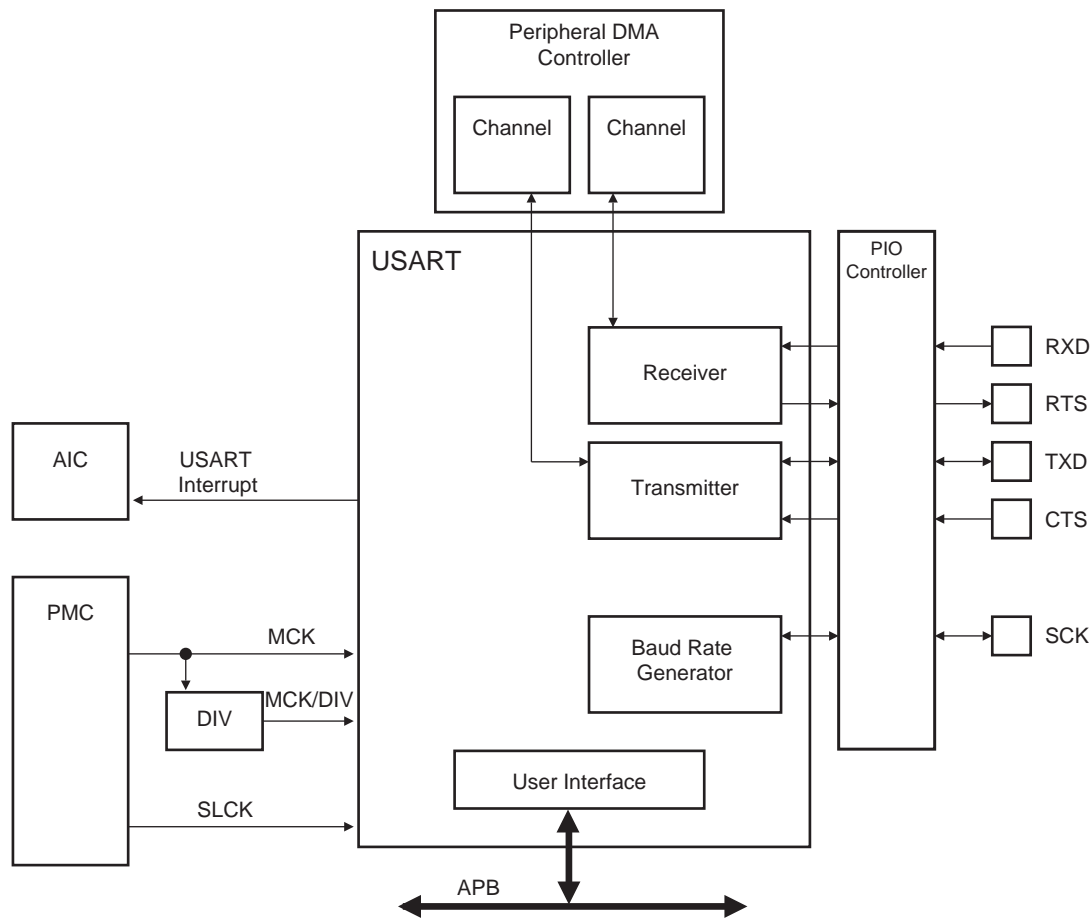 Peripheral DMA
Controller
Channel
Channel
USART
PIO
Controller
Receiver
RXD
RTS
AIC
USART
Interrupt
Transmitter
TXD
CTS
PMC
MCK
Baud Rate
Generator
SCK
DIV
MCK/DIV
User Interface
SLCK
APB